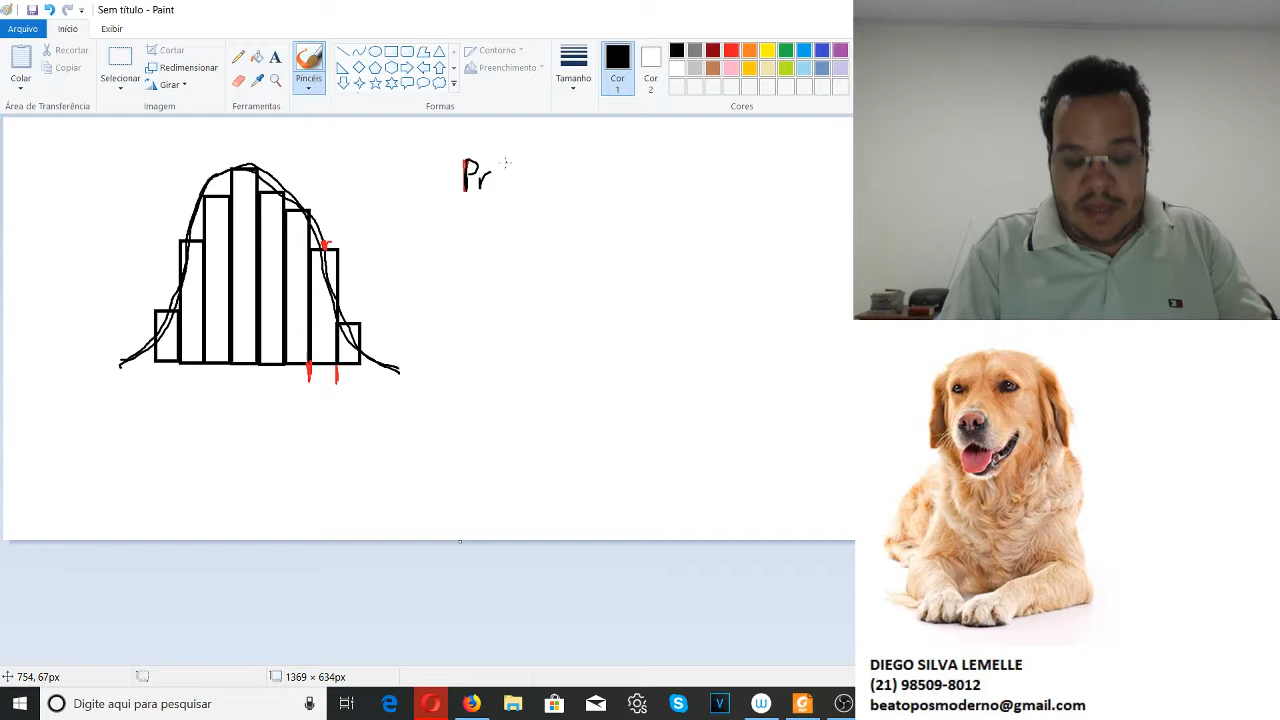 Sem título - Paint
Arquivo
Início
Exibir
Colar
Recortar
Copiar
Área de Transferência
Selecionar
Cortar
Redimensionar
Girar
Imagem
A
Ferramentas
Pincéis
Contorno
Preenchimento
Formas
Tamanho
Cor
1
Cor
2
Cores
Pr
754, 67px
1369 × 634px
Digite aqui para pesquisar
DIEGO SILVA LEMELLE
(21) 98509-8012
beatoposmoderno@gmail.com